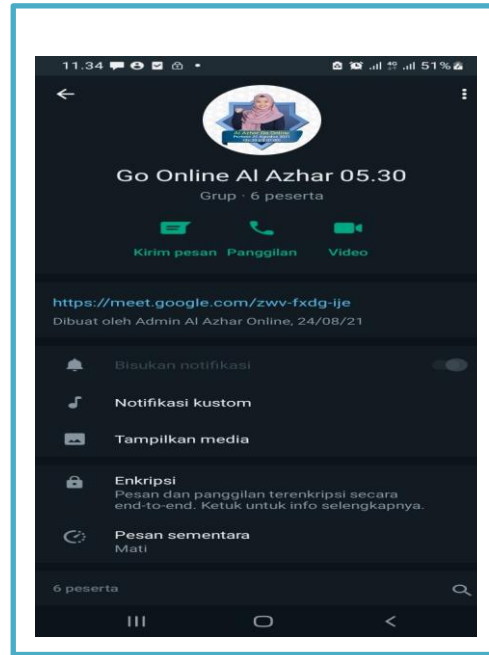 11.34
51%
Go Online Al Azhar 05.30
Grup · 6 peserta
Kirim pesan Panggilan Video
https://meet.google.com/zwv-fxdg-ije
Dibuat oleh Admin Al Azhar Online, 24/08/21
Bisukan notifikasi
Notifikasi kustom
Tampilkan media
Enkripsi
Pesan dan panggilan terenkripsi secara
end-to-end. Ketuk untuk info selengkapnya.
Pesan sementara
Mati
6 peserta